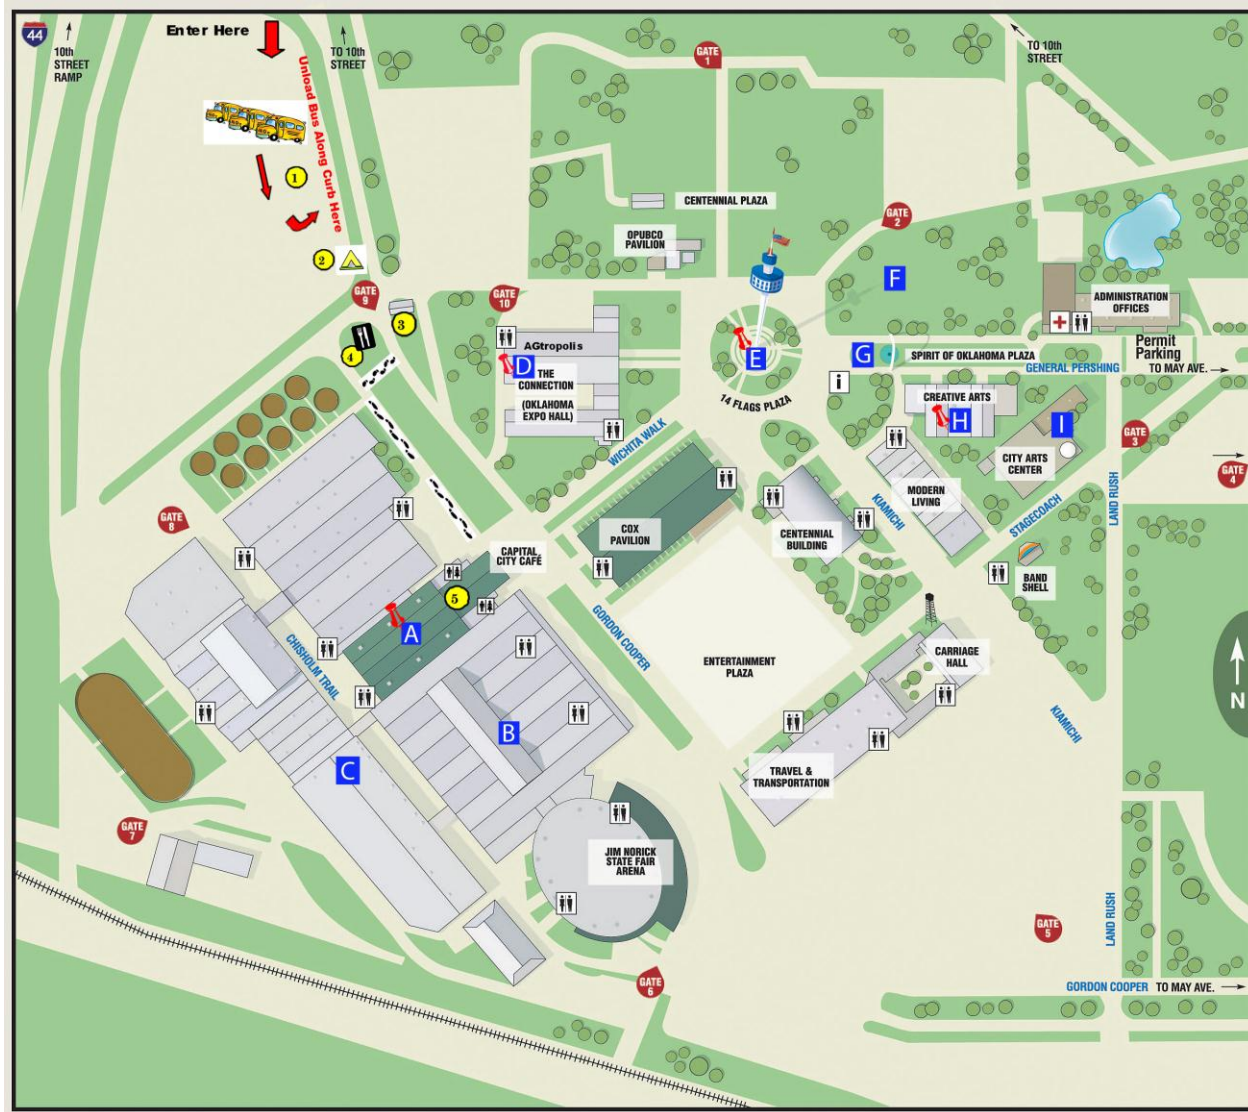 44
10th
STREET
RAMP
Enter Here
TO 10th
STREET
Unload Bus Along Curb Here
1
2
GATE
9
3
4
GATE
1
TO 10th
STREET
CENTENNIAL PLAZA
OPUBCO
PAVILION
GATE
2
F
ADMINISTRATION
OFFICES
GATE
10
AGtropolis
D
THE
CONNECTION
(OKLAHOMA
EXPO HALL)
E
14 FLAGS PLAZA
G
SPIRIT OF OKLAHOMA PLAZA
i
Permit
Parking
GENERAL PERSHING
TO MAY AVE.
CREATIVE ARTS
H
I
CITY ARTS
CENTER
GATE
3
GATE
4
WICHITA WALK
MODERN
LIVING
KIAMICHI
STAGECOACH
LAND RUSH
GATE
8
COX
PAVILION
CENTENNIAL
BUILDING
CAPITAL
CITY CAFÉ
BAND
SHELL
5
A
CHISHOLM TRAIL
GORDON COOPER
ENTERTAINMENT
PLAZA
CARRIAGE
HALL
N
KIAMICHI
B
C
TRAVEL &
TRANSPORTATION
GATE
7
JIM NORICK
STATE FAIR
ARENA
GATE
5
LAND RUSH
GATE
6
GORDON COOPER
TO MAY AVE.